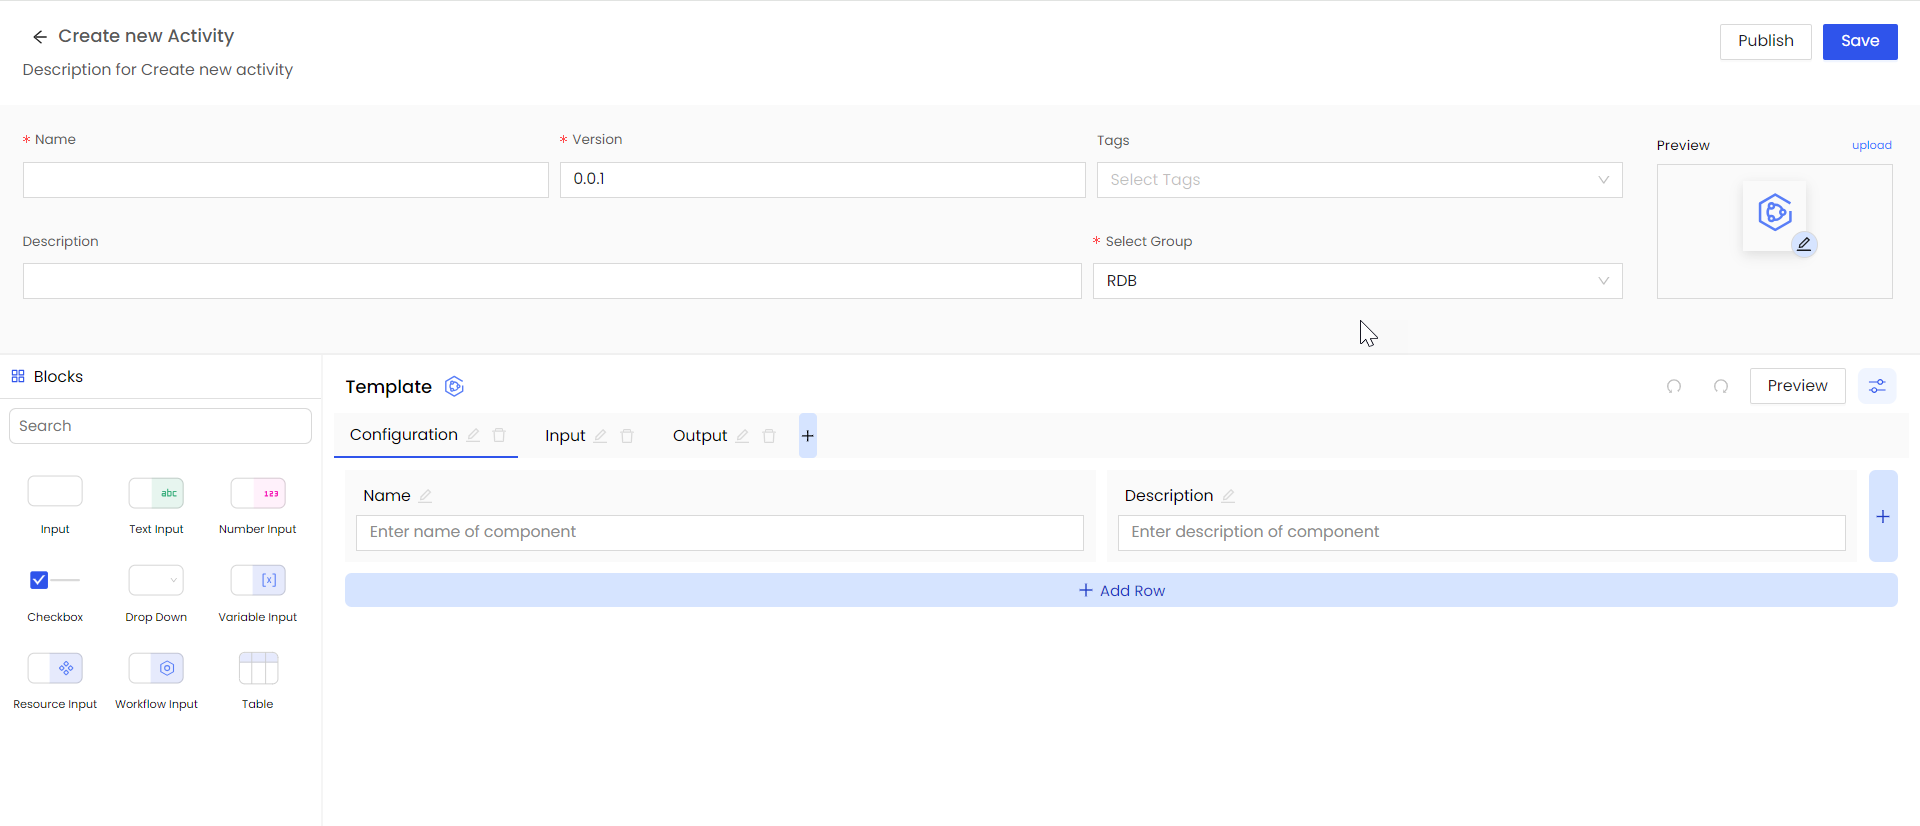 Create new Activity
Publish
Save
Description for Create new activity
* Name
* Version
Tags
Preview
upload
0.0.1
Select Tags
Description
* Select Group
RDB
Blocks
Search
Input
abc
Text Input
123
Number Input
Checkbox
Drop Down
[x]
Variable Input
Resource Input
Workflow Input
Table
Template
Preview
Configuration
Input
Output
+
Name
Description
Enter name of component
Enter description of component
+
+ Add Row